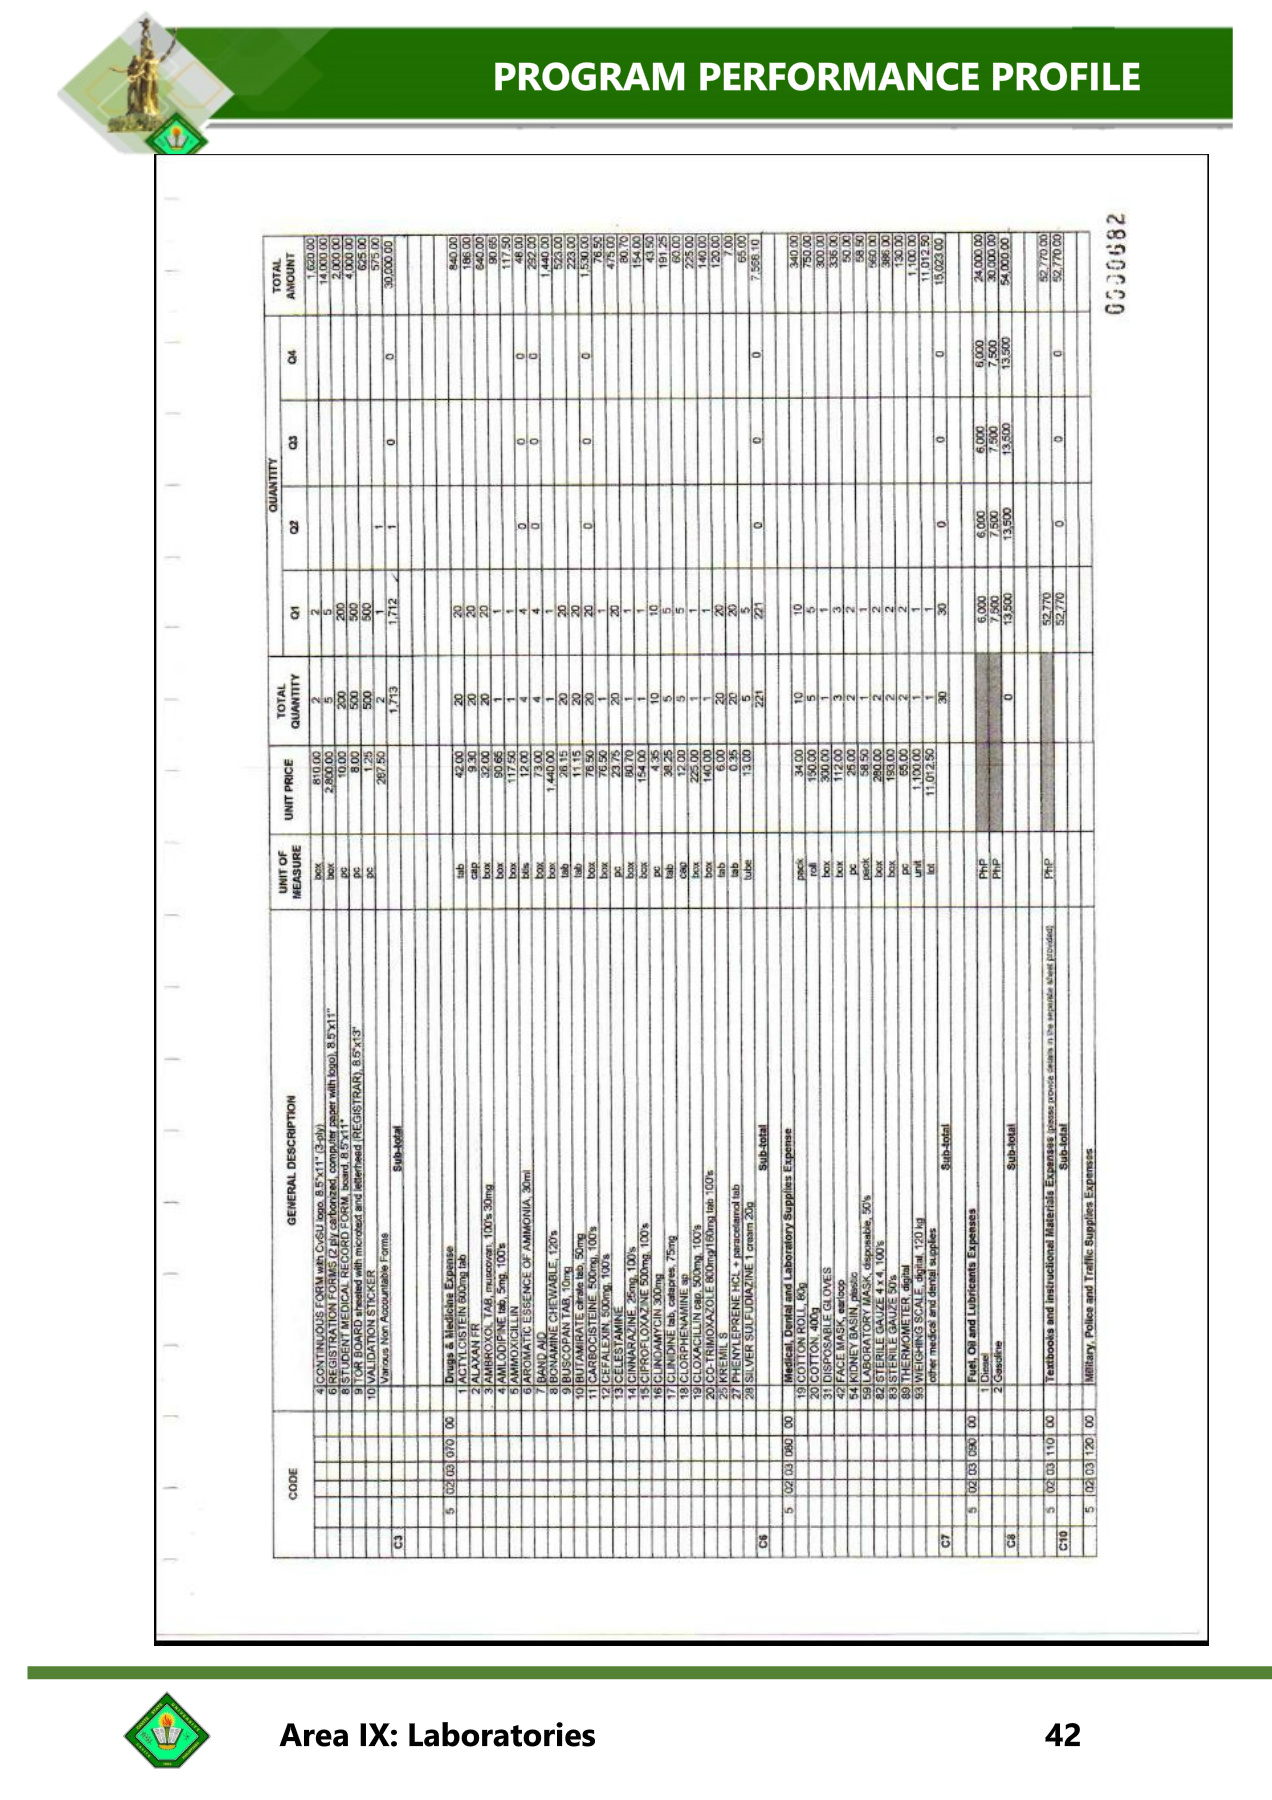 PROGRAM PERFORMANCE PROFILE
CODE GENERAL DESCRIPTION UNIT OF MEASURE UNIT PRICE TOTAL QUANTITY QUANTITY TOTAL AMOUNT
Q1 Q2 Q3 Q4
4 CONTINUOUS FORM with CvSU logo, 8.5"x11" (3-ply) box 810.00 2 2 1,620.00
6 REGISTRATION FORMS (2 ply carbonized, computer paper with logo), 8.5"x11" box 2,800.00 5 5 14,000.00
8 STUDENT MEDICAL RECORD FORM, board, 8.5"x11" pc 10.00 200 200 2,000.00
9 TOR BOARD sheeted with microtext and letterhead (REGISTRAR), 8.5"x13" pc 8.00 500 500 4,000.00
10 VALIDATION STICKER pc 1.25 500 500 625.00
Various Non Accountable Forms 287.50 2 1 1 575.00
C3 Sub-total 1,713 1,712 1 0 0 30,000.00
5 02 03 070 00 Drugs & Medicine Expense
1 ACTYLCISTEIN 600mg tab tab 42.00 20 20 840.00
2 ALAXAN FR cap 9.30 20 20 186.00
3 AMBROXOL TAB, muscovan, 100's 30mg box 32.00 20 20 640.00
4 AMLODIPINE tab, 5mg, 100's box 90.65 1 1 90.65
5 AMMOXICILLIN box 117.50 1 1 117.50
6 AROMATIC ESSENCE OF AMMONIA, 30ml btls 12.00 4 4 0 0 0 48.00
7 BAND AID box 73.00 4 4 0 0 0 292.00
8 BONAMINE CHEWABLE, 120's box 1,440.00 1 1 1,440.00
9 BUSCOPAN TAB, 10mg tab 26.15 20 20 523.00
10 BUTAMIRATE citrate tab, 50mg tab 11.15 20 20 223.00
11 CARBOCISTEINE, 500mg, 100's box 76.50 20 20 0 0 0 1,530.00
12 CEFALEXIN, 500mg, 100's box 76.50 1 1 76.50
13 CELESTAMINE pc 23.75 20 20 475.00
14 CINNARAZINE, 25mg, 100's box 80.70 1 1 80.70
15 CIPROFLOXAZINE 500mg, 100's box 154.00 1 1 154.00
16 CLINDAMYCIN 300mg pc 4.35 10 10 43.50
17 CLINIDINE tab, catapres, 75mg tab 38.25 5 5 191.25
18 CLORPHENAMINE ap cap 12.00 5 5 60.00
19 CLOXACILLIN cap, 500mg, 100's box 225.00 1 1 225.00
20 CO-TRIMOXAZOLE 800mg/160mg tab 100's box 140.00 1 1 140.00
25 KREMIL S tab 6.00 20 20 120.00
27 PHENYLEPRENE HCL + paracetamol tab tab 0.35 20 20 7.00
28 SILVER SULFUDIAZINE 1 cream 20g tube 13.00 5 5 65.00
C6 Sub-total 221 221 0 0 0 7,568.10
5 02 03 080 00 Medical, Dental and Laboratory Supplies Expense
19 COTTON ROLL, 80g pack 34.00 10 10 340.00
20 COTTON, 400g roll 150.00 5 5 750.00
31 DISPOSABLE GLOVES box 300.00 1 1 300.00
42 FACE MASK, earloop box 112.00 3 3 336.00
54 KIDNEY BASIN, plastic pc 25.00 2 2 50.00
59 LABORATORY MASK, disposable, 50's pack 58.50 1 1 58.50
82 STERILE GAUZE 4 x 4, 100's box 280.00 2 2 560.00
83 STERILE GAUZE 50's box 193.00 2 2 386.00
89 THERMOMETER, digital pc 65.00 2 2 130.00
93 WEIGHING SCALE, digital, 120 kg unit 1,100.00 1 1 1,100.00
other medical and dental supplies lot 11,012.50 1 1 11,012.50
C7 Sub-total 30 30 0 0 0 15,023.00
5 02 03 090 00 Fuel, Oil and Lubricants Expenses
1 Diesel PhP 6,000 6,000 6,000 6,000 24,000.00
2 Gasoline PhP 7,500 7,500 7,500 7,500 30,000.00
C8 Sub-total 0 13,500 13,500 13,500 13,500 54,000.00
5 02 03 110 00 Textbooks and Instructional Materials Expenses (please provide details in the separate sheet provided) PhP 52,770 52,770.00
C10 Sub-total 52,770 0 0 0 52,770.00
5 02 03 120 00 Military, Police and Traffic Supplies Expenses
0000682
Area IX: Laboratories 42